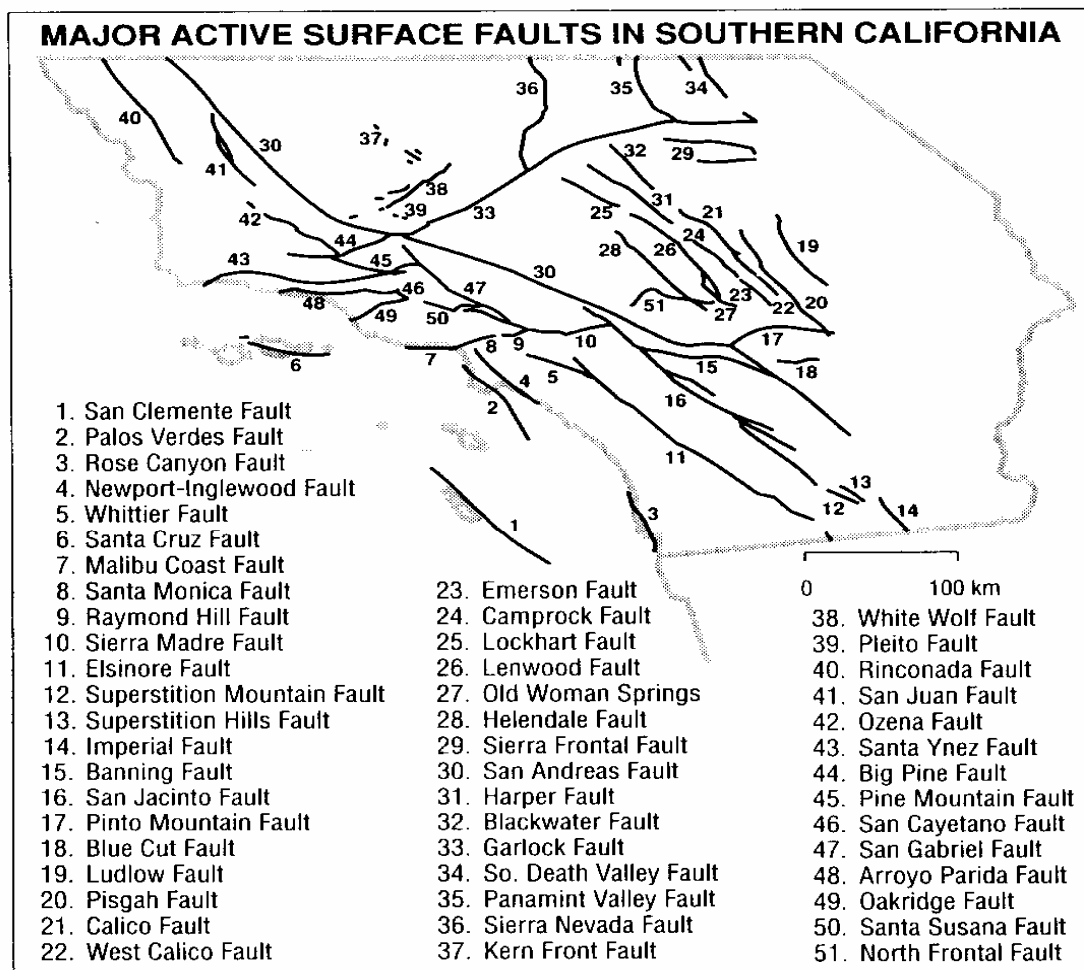 MAJOR ACTIVE SURFACE FAULTS IN SOUTHERN CALIFORNIA
36
35
34
40
30
37
32
29
41
38
31
42
39
33
25
21
44
24
19
28
26
43
45
30
46
47
51
23
20
48
50
27
22
49
17
10
9
8
7
15
18
6
5
4
16
2
11
13
12
14
3
1
0 100 km
1. San Clemente Fault
2. Palos Verdes Fault
3. Rose Canyon Fault
4. Newport-Inglewood Fault
5. Whittier Fault
6. Santa Cruz Fault
7. Malibu Coast Fault
8. Santa Monica Fault
9. Raymond Hill Fault
10. Sierra Madre Fault
11. Elsinore Fault
12. Superstition Mountain Fault
13. Superstition Hills Fault
14. Imperial Fault
15. Banning Fault
16. San Jacinto Fault
17. Pinto Mountain Fault
18. Blue Cut Fault
19. Ludlow Fault
20. Pisgah Fault
21. Calico Fault
22. West Calico Fault
23. Emerson Fault
24. Camprock Fault
25. Lockhart Fault
26. Lenwood Fault
27. Old Woman Springs
28. Helendale Fault
29. Sierra Frontal Fault
30. San Andreas Fault
31. Harper Fault
32. Blackwater Fault
33. Garlock Fault
34. So. Death Valley Fault
35. Panamint Valley Fault
36. Sierra Nevada Fault
37. Kern Front Fault
38. White Wolf Fault
39. Pleito Fault
40. Rinconada Fault
41. San Juan Fault
42. Ozena Fault
43. Santa Ynez Fault
44. Big Pine Fault
45. Pine Mountain Fault
46. San Cayetano Fault
47. San Gabriel Fault
48. Arroyo Parida Fault
49. Oakridge Fault
50. Santa Susana Fault
51. North Frontal Fault